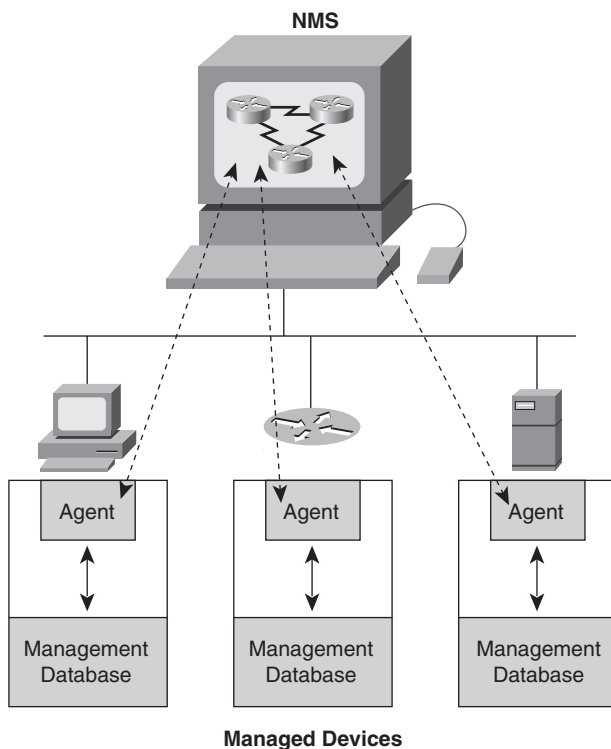 NMS
Agent
Agent
Agent
Management
Database
Management
Database
Management
Database
Managed Devices